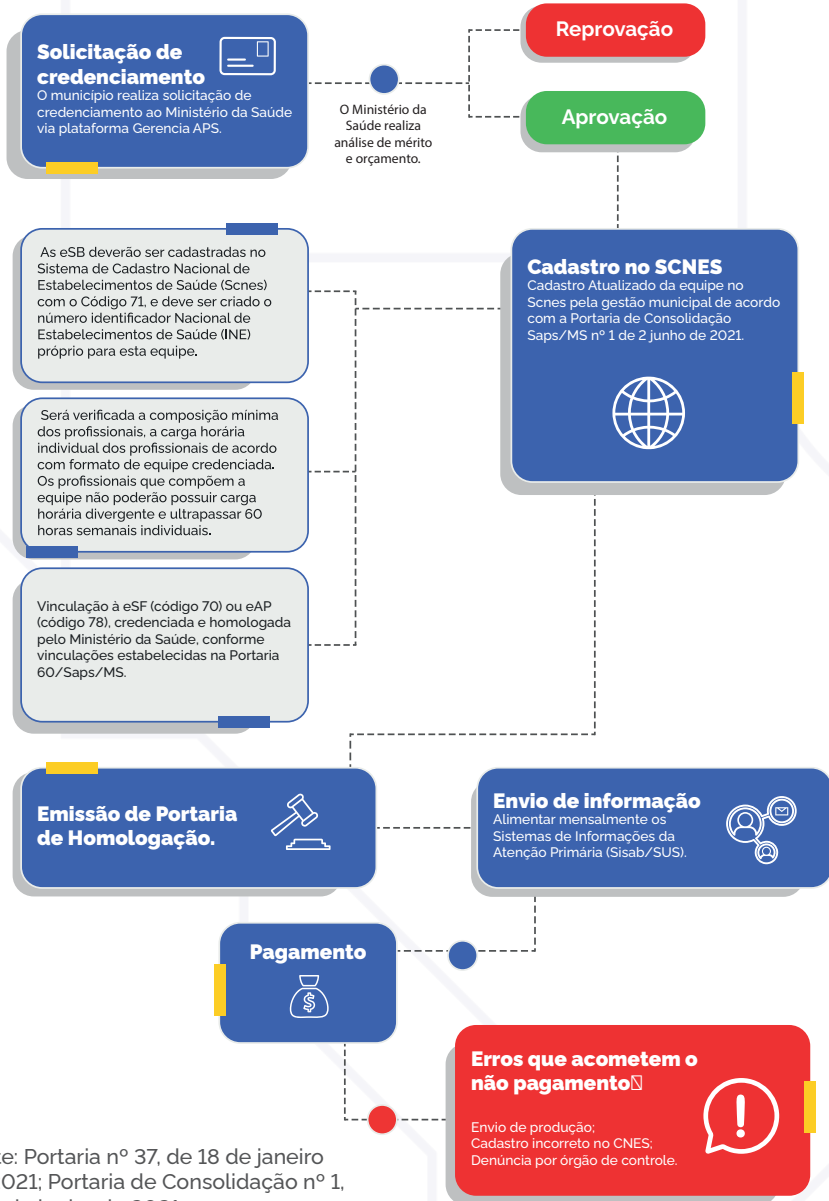 Solicitação de
credenciamento
O município realiza solicitação de
credenciamento ao Ministério da Saúde
via plataforma Gerencia APS.
O Ministério da
Saúde realiza
análise de mérito
e orçamento.
Reprovação
Aprovação
As eSB deverão ser cadastradas no
Sistema de Cadastro Nacional de
Estabelecimentos de Saúde (Scnes)
com o Código 71, e deve ser criado o
número identificador Nacional de
Estabelecimentos de Saúde (INE)
próprio para esta equipe.
Cadastro no SCNES
Cadastro Atualizado da equipe no
Scnes pela gestão municipal de acordo
com a Portaria de Consolidação
Saps/MS nº 1 de 2 junho de 2021.
Será verificada a composição mínima
dos profissionais, a carga horária
individual dos profissionais de acordo
com formato de equipe credenciada.
Os profissionais que compõem a
equipe não poderão possuir carga
horária divergente e ultrapassar 60
horas semanais individuais.
Vinculação à eSF (código 70) ou eAP
(código 78), credenciada e homologada
pelo Ministério da Saúde, conforme
vinculações estabelecidas na Portaria
60/Saps/MS.
Emissão de Portaria
de Homologação.
Envio de informação
Alimentar mensalmente os
Sistemas de Informações da
Atenção Primária (Sisab/SUS).
Pagamento
$
Erros que acometem o
não pagamento
Envio de produção;
Cadastro incorreto no CNES;
Denúncia por órgão de controle.
!
e: Portaria nº 37, de 18 de janeiro
021; Portaria de Consolidação nº 1,